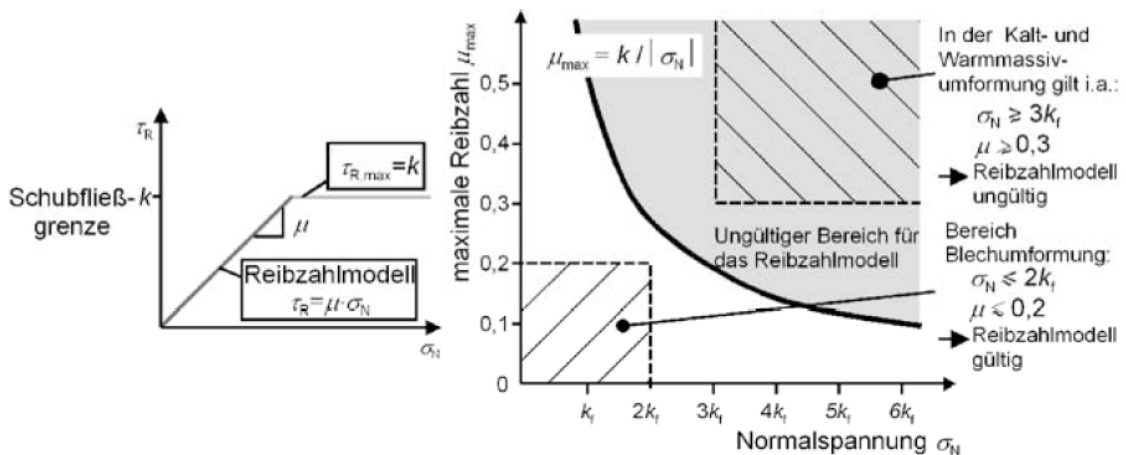 τR
τR,max=k
Schubfließ-k
grenze
μ
Reibzahlmodell
τR=μ·σN
σN
maximale Reibzahl μmax
0,5
0,4
0,3
0,2
0,1
0
μmax = k / | σN |
Ungültiger Bereich für
das Reibzahlmodell
kf
2kf
3kf
4kf
5kf
6kf
Normalspannung σN
In der Kalt- und
Warmmassiv-
umformung gilt i.a.:
σN ⩾ 3kf
μ ⩾ 0,3
Reibzahlmodell
ungültig
Bereich
Blechumformung:
σN ⩽ 2kf
μ ⩽ 0,2
Reibzahlmodell
gültig